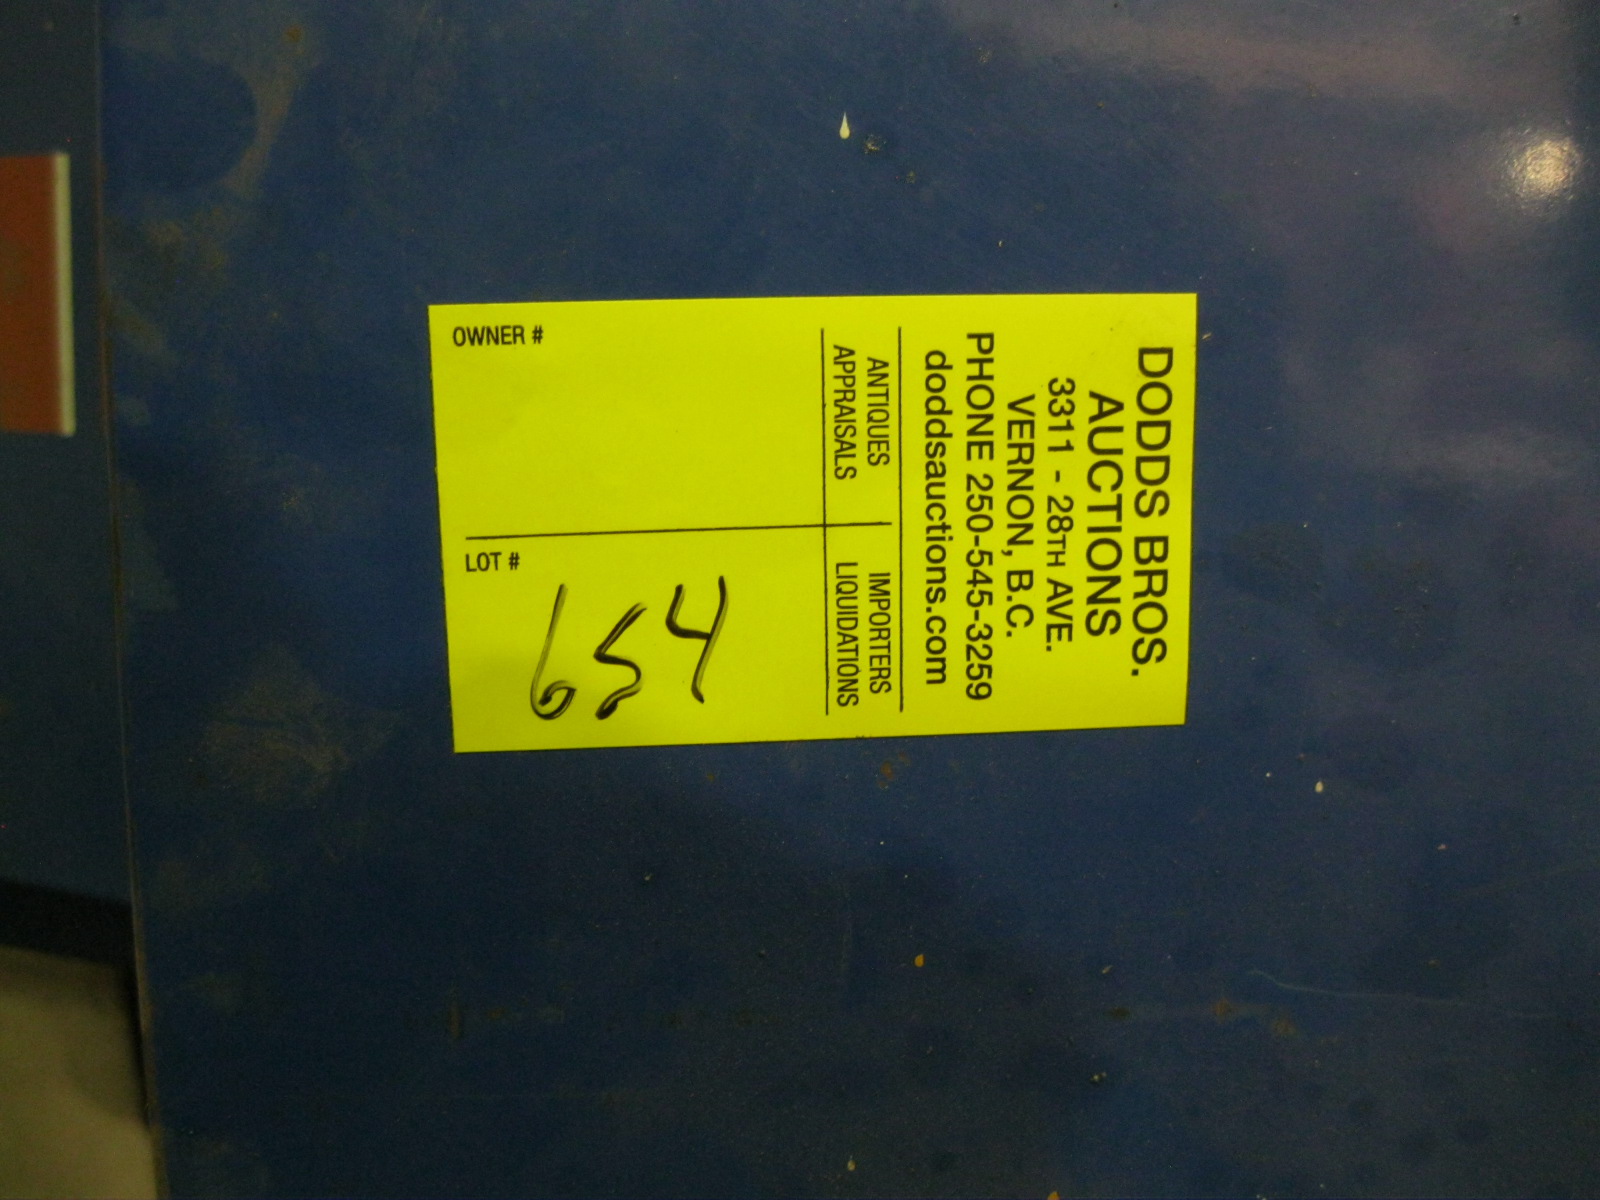 DODDS BROS.
AUCTIONS
3311 - 28TH AVE.
VERNON, B.C.
PHONE 250-545-3259
doddsauctions.com
ANTIQUES
APPRAISALS
IMPORTERS
LIQUIDATIONS
OWNER #
LOT #
654